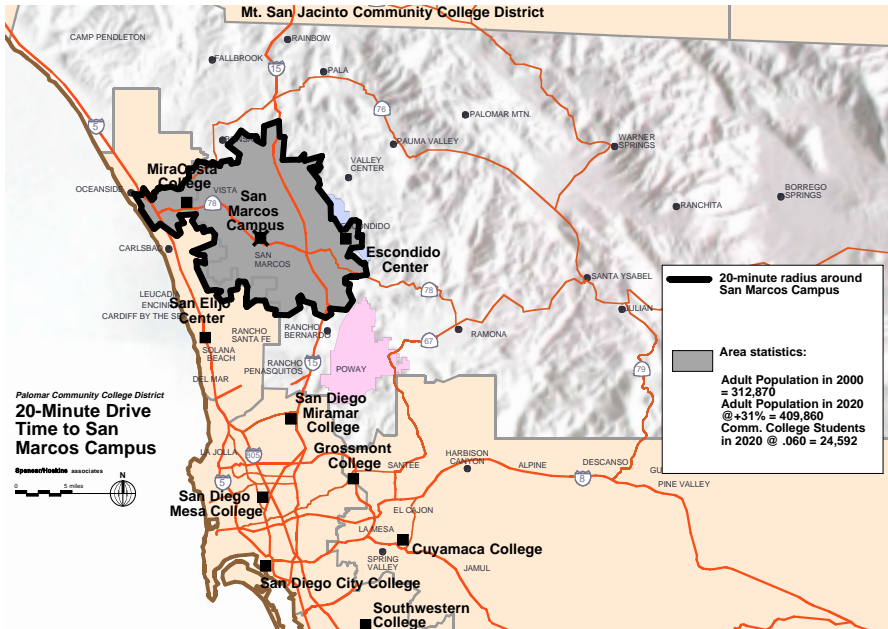 Mt. San Jacinto Community College District
CAMP PENDLETON
RAINBOW
FALLBROOK
15
PALA
76
PALOMAR MTN.
5
PAUMA VALLEY
WARNER
SPRINGS
VALLEY
CENTER
MiraCosta
College
OCEANSIDE
VISTA
78
San
Marcos
Campus
BORREGO
SPRINGS
RANCHITA
CARLSBAD
SAN
MARCOS
Escondido
Center
SANTA YSABEL
20-minute radius around
San Marcos Campus
LEUCADIA
San Elijo
Center
CARDIFF BY THE SE
78
JULIAN
RANCHO
SANTA FE
RANCHO
BERNARDO
67
RAMONA
SOLANA
BEACH
RANCHO
PENASQUITOS
15
POWAY
79
Area statistics:
DEL MAR
Adult Population in 2000
= 312,870
Adult Population in 2020
@+31% = 409,860
Comm. College Students
in 2020 @ .060 = 24,592
Palomar Community College District
20-Minute Drive
Time to San
Marcos Campus
San Diego
Miramar
College
LA JOLLA
805
Grossmont
College
SANTEE
HARBISON
CANYON
ALPINE
DESCANSO
8
PINE VALLEY
Spencer/Hoskins associates
0 5 miles
N
5
San Diego
Mesa College
EL CAJON
LA MESA
Cuyamaca College
SPRING
VALLEY
JAMUL
San Diego City College
Southwestern
College